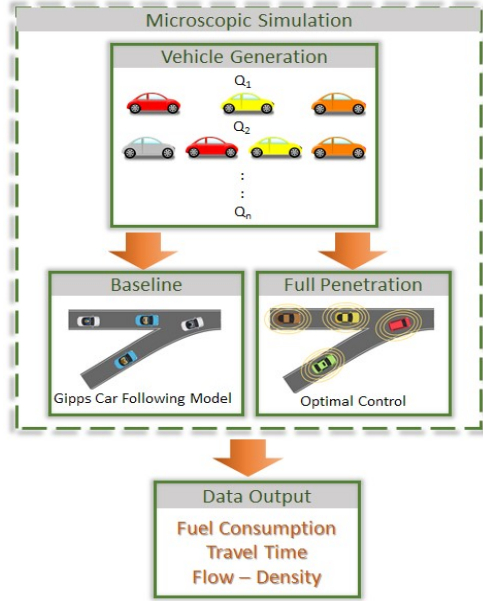 Microscopic Simulation
Vehicle Generation
Q1
Q2
:
:
Qn
Baseline
Gipps Car Following Model
Full Penetration
Optimal Control
Data Output
Fuel Consumption
Travel Time
Flow – Density